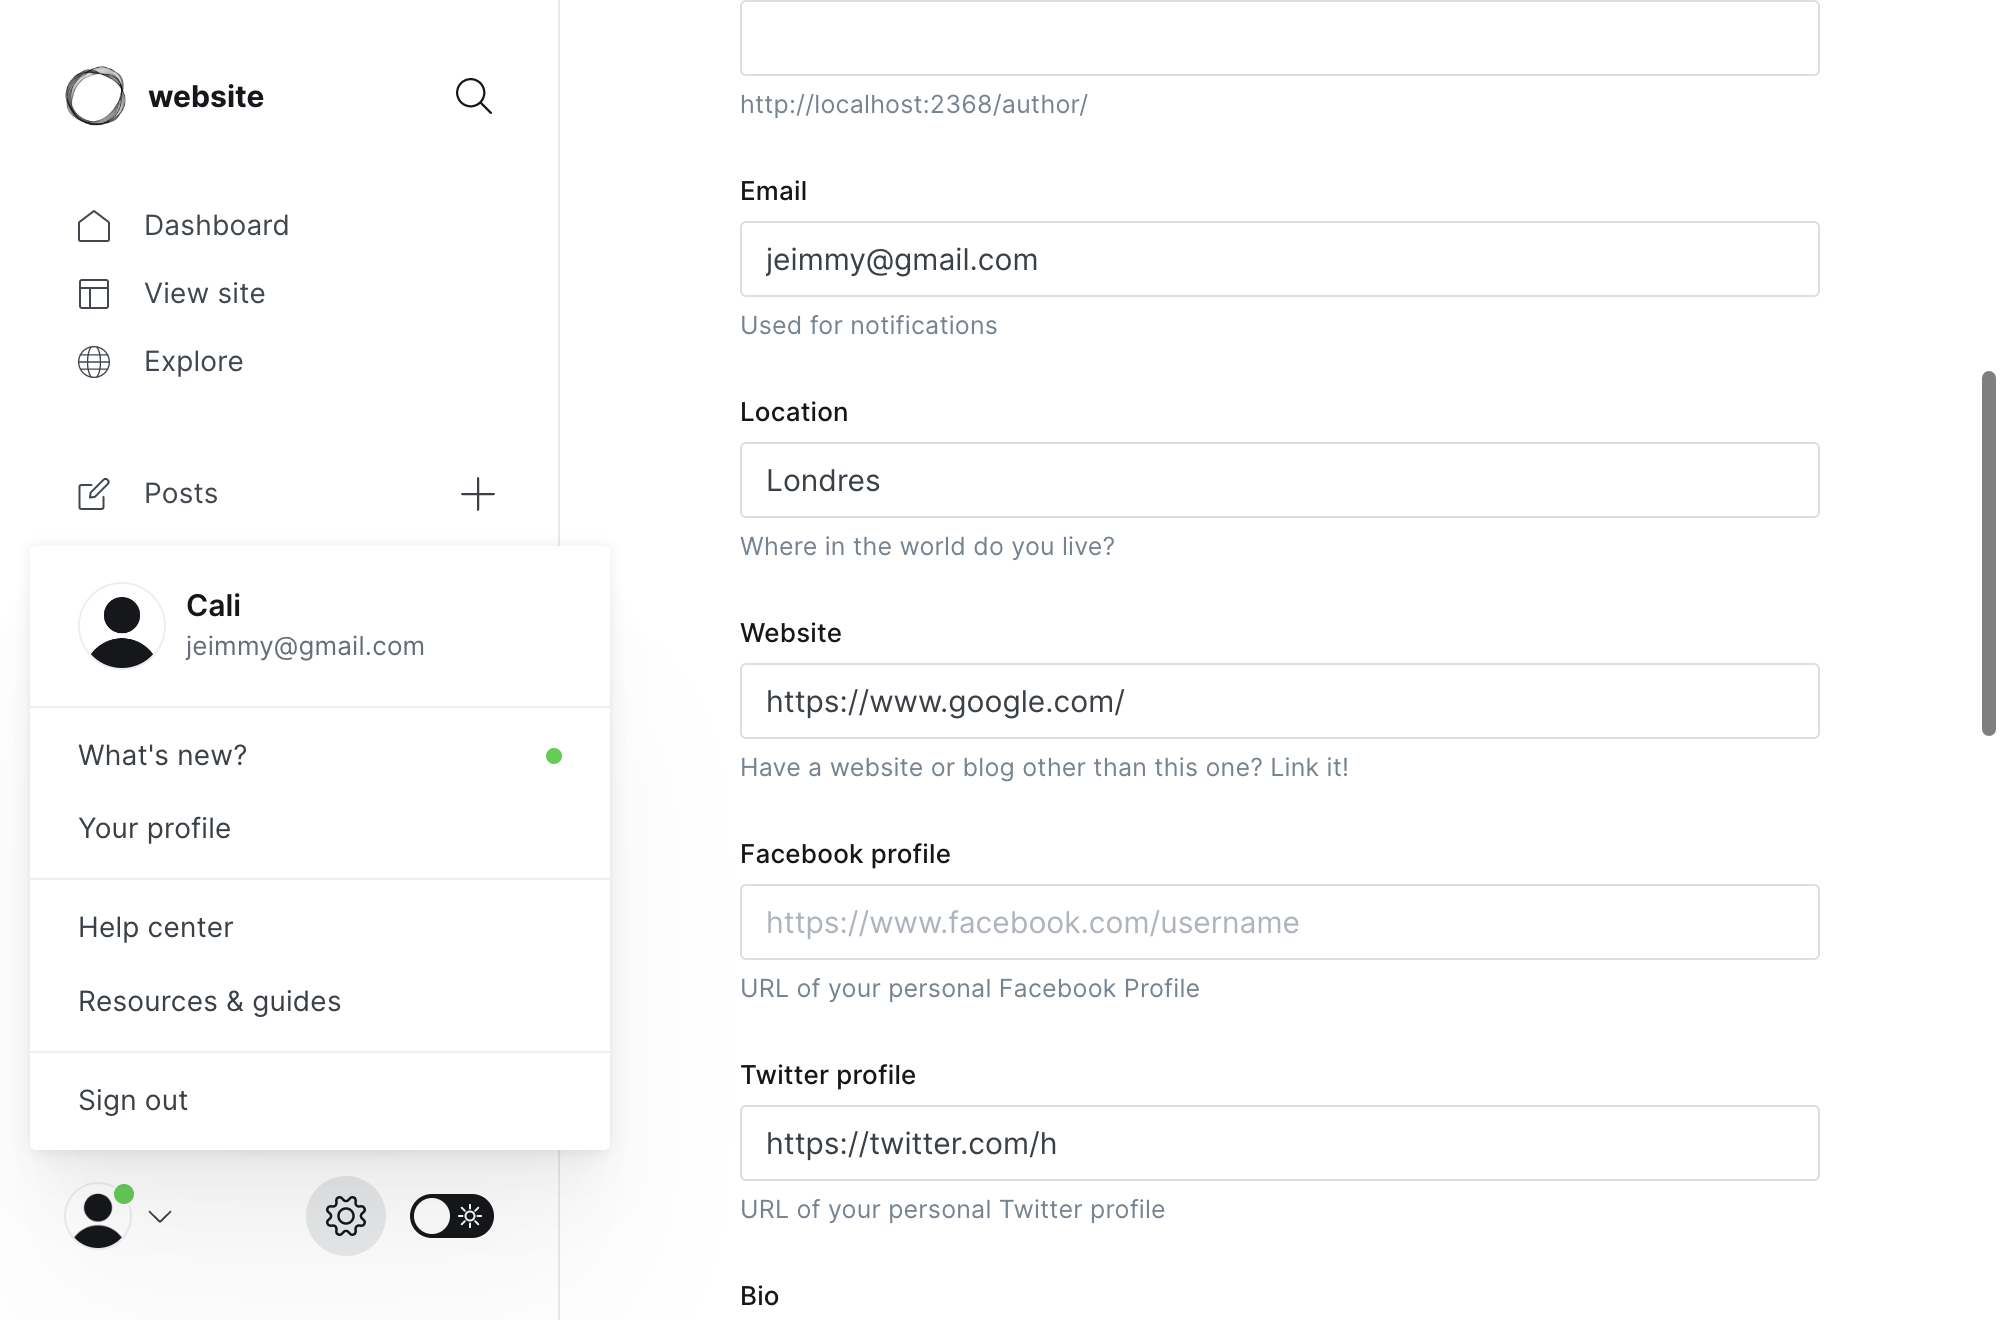 website
Dashboard
View site
Explore
Posts
Cali
jeimmy@gmail.com
What's new?
Your profile
Help center
Resources & guides
Sign out
http://localhost:2368/author/
Email
jeimmy@gmail.com
Used for notifications
Location
Londres
Where in the world do you live?
Website
https://www.google.com/
Have a website or blog other than this one? Link it!
Facebook profile
https://www.facebook.com/username
URL of your personal Facebook Profile
Twitter profile
https://twitter.com/h
URL of your personal Twitter profile
Bio